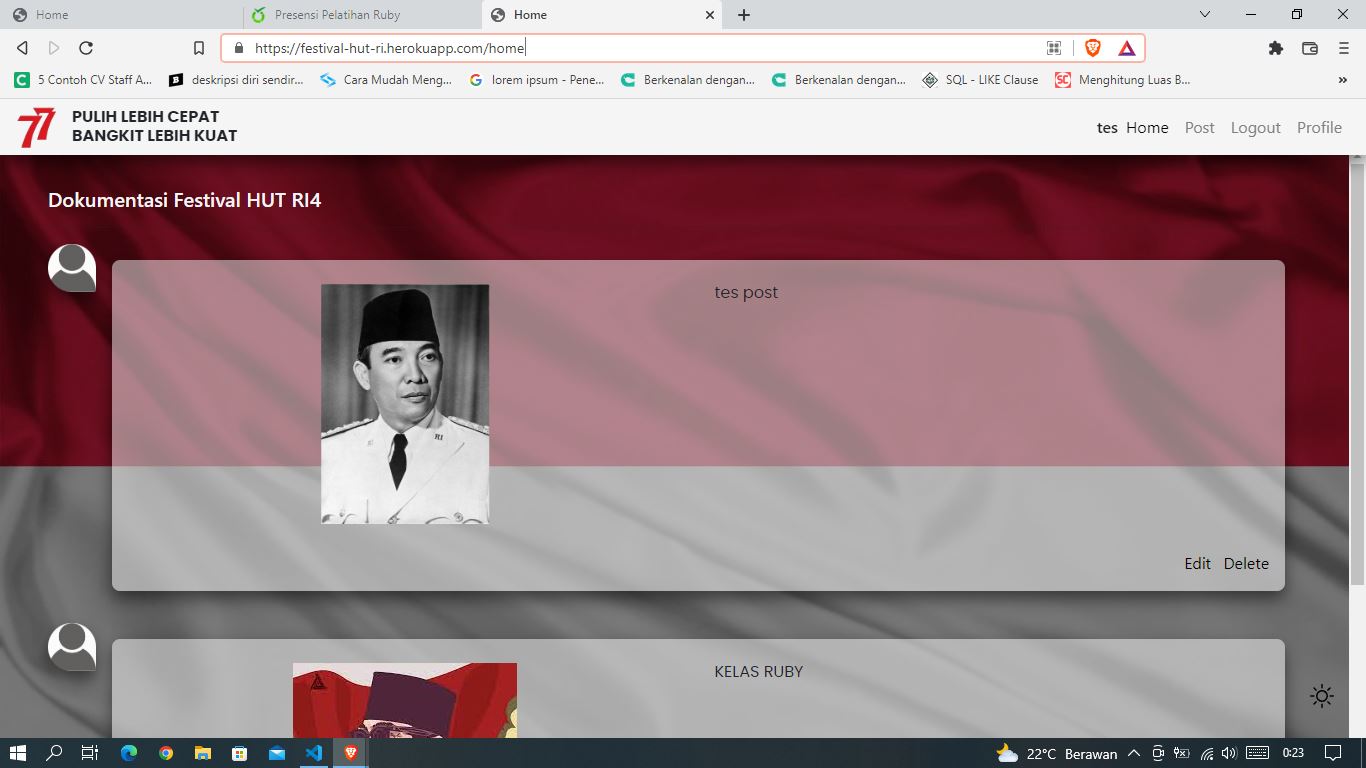 Home
Presensi Pelatihan Ruby
Home
https://festival-hut-ri.herokuapp.com/home
5 Contoh CV Staff A...
deskripsi diri sendir...
Cara Mudah Meng...
lorem ipsum - Pene...
Berkenalan dengan...
Berkenalan dengan...
SQL - LIKE Clause
Menghitung Luas B...
77
PULIH LEBIH CEPAT
BANGKIT LEBIH KUAT
tes Home Post Logout Profile
Dokumentasi Festival HUT RI4
tes post
RI
Edit Delete
KELAS RUBY
22°C Berawan
0:23